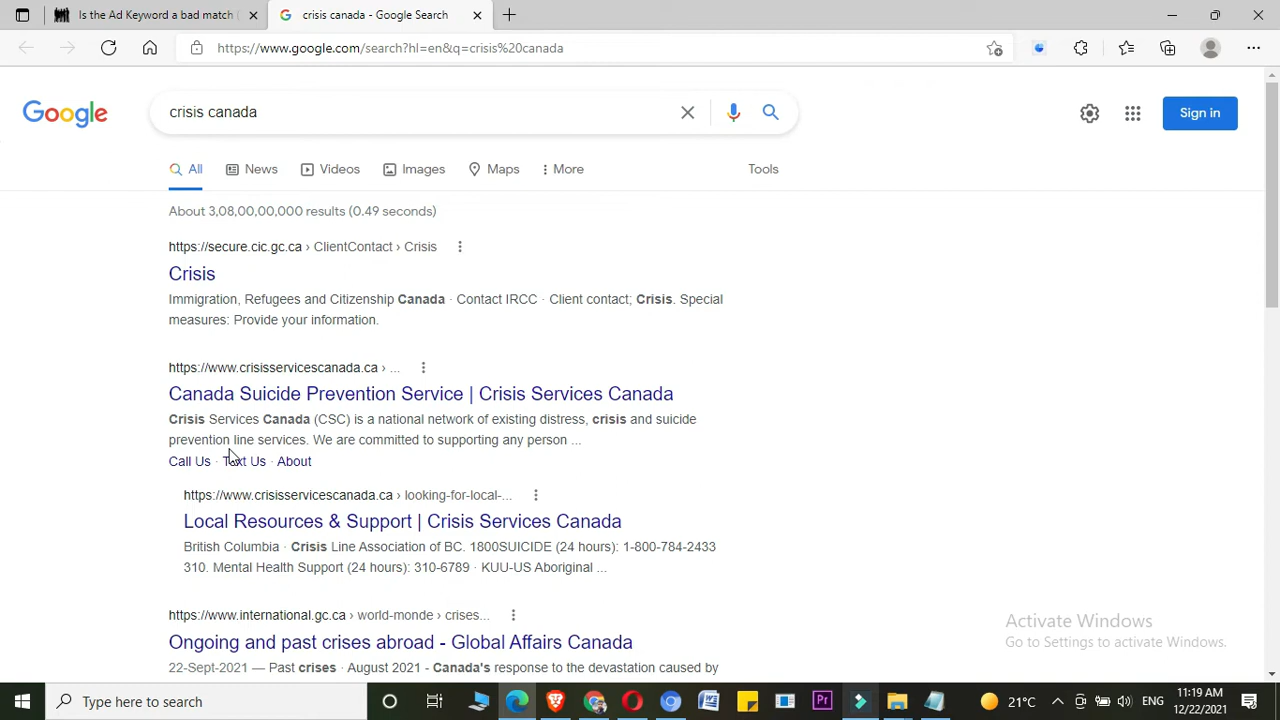 Is the Ad Keyword a bad match (
crisis canada - Google Search
https://www.google.com/search?hl=en&q=crisis%20canada
Google
crisis canada
Sign in
All
News
Videos
Images
Maps
More
Tools
About 3,08,00,00,000 results (0.49 seconds)
https://secure.cic.gc.ca › ClientContact › Crisis
Crisis
Immigration, Refugees and Citizenship Canada · Contact IRCC · Client contact; Crisis. Special
measures: Provide your information.
https://www.crisisservicescanada.ca › ...
Canada Suicide Prevention Service | Crisis Services Canada
Crisis Services Canada (CSC) is a national network of existing distress, crisis and suicide
prevention line services. We are committed to supporting any person ...
Call Us · Text Us · About
https://www.crisisservicescanada.ca › looking-for-local-...
Local Resources & Support | Crisis Services Canada
British Columbia · Crisis Line Association of BC. 1800SUICIDE (24 hours): 1-800-784-2433
310. Mental Health Support (24 hours): 310-6789 · KUU-US Aboriginal ...
https://www.international.gc.ca › world-monde › crises...
Ongoing and past crises abroad - Global Affairs Canada
22-Sept-2021 — Past crises · August 2021 - Canada's response to the devastation caused by
Activate Windows
Go to Settings to activate Windows.
Type here to search
21°C
ENG
11:19 AM
12/22/2021